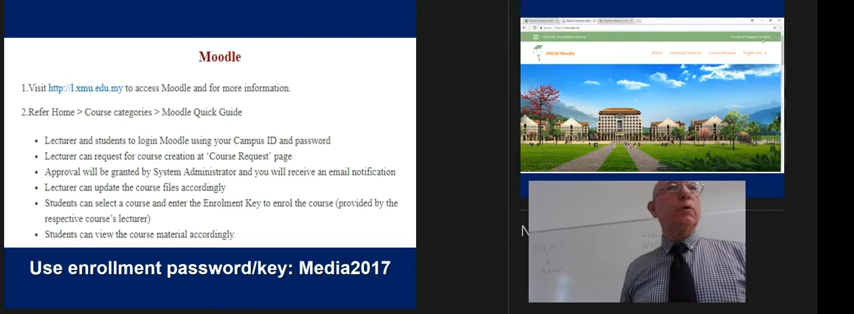 Moodle
1.Visit http://l.xmu.edu.my to access Moodle and for more information.
2.Refer Home > Course categories > Moodle Quick Guide
• Lecturer and students to login Moodle using your Campus ID and password
• Lecturer can request for course creation at ‘Course Request’ page
• Approval will be granted by System Administrator and you will receive an email notification
• Lecturer can update the course files accordingly
• Students can select a course and enter the Enrolment Key to enrol the course (provided by the
respective course’s lecturer)
• Students can view the course material accordingly.
Use enrollment password/key: Media2017
XMUM Moodle
N